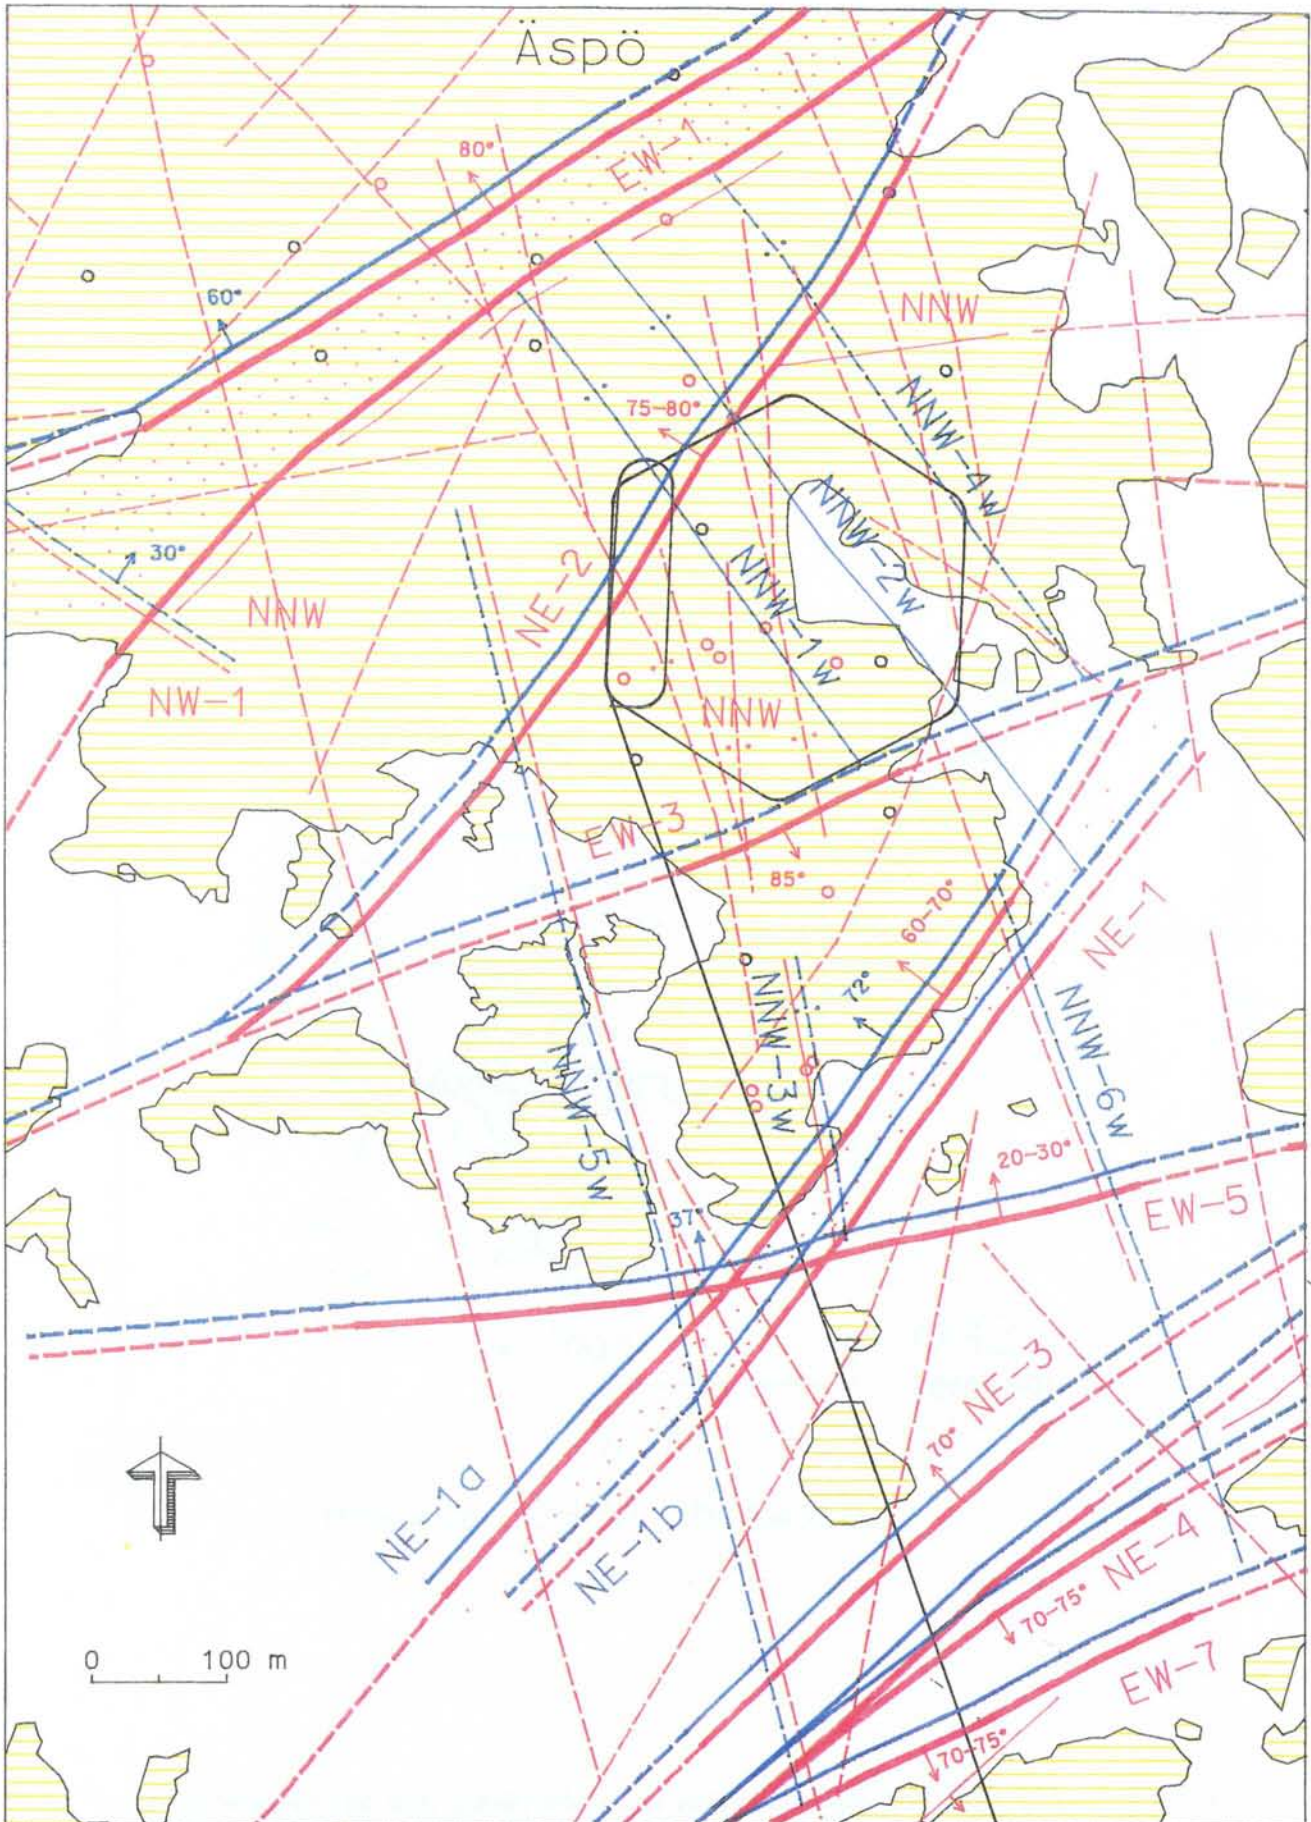 Äspö
80°
EW-1
60°
NNW
75-80°
NNW-4w
NNW-2w
30°
NE-2
NNW-1w
NNW
NW-1
NNW
EW-3
85°
60-70°
NE-1
72°
NNW-3w
NNW-6w
NNW-5w
20-30°
EW-5
37°
NE-3
70°
NE-1a
NE-1b
NE-4
70-75°
0 100 m
EW-7
70-75°